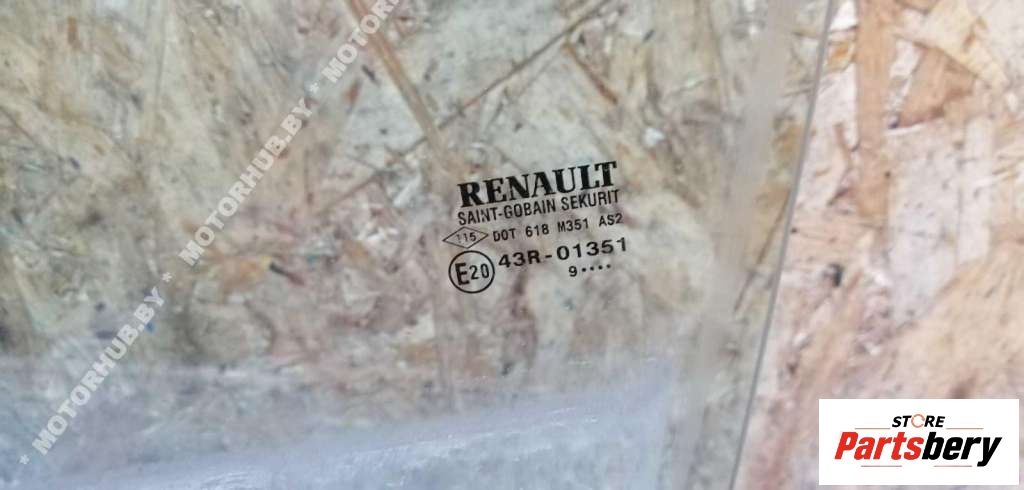 * MOTORHUB.BY * MOTORHUB.BY * MOTORHUB.BY
RENAULT
SAINT-GOBAIN SEKURIT
115 DOT 618 M351 AS2
E20 43R-01351
9••••
STORE
Partsbery